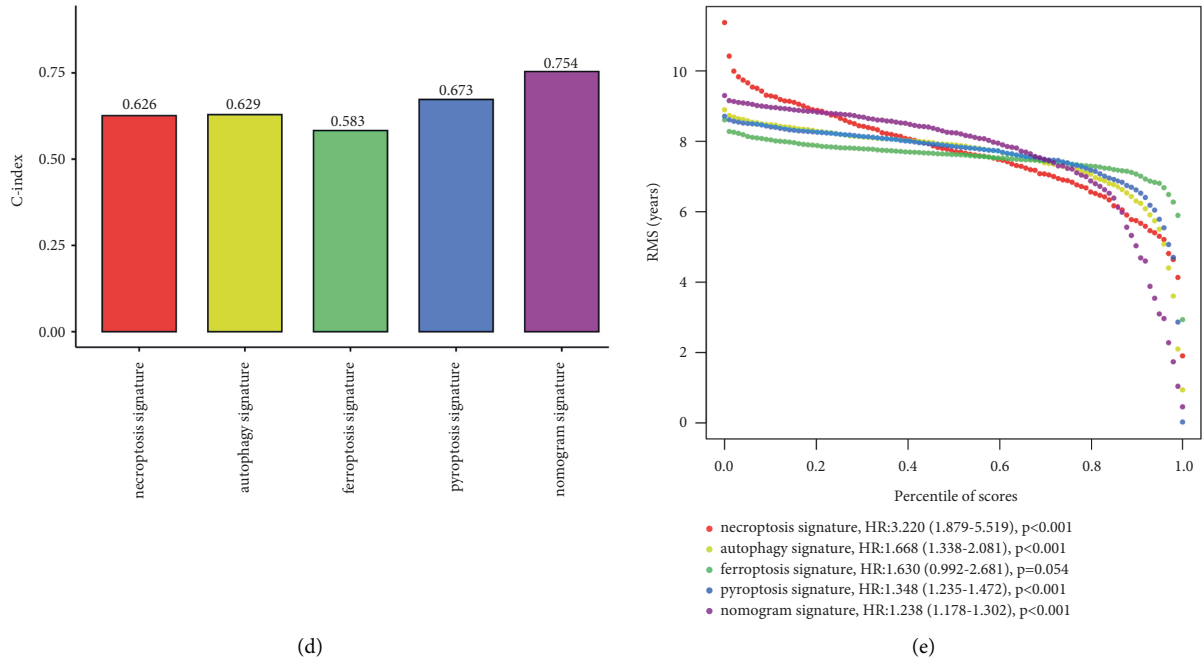 0.75
0.50
0.25
0.00
C-index
0.626
0.629
0.583
0.673
0.754
necroptosis signature
autophagy signature
ferroptosis signature
pyroptosis signature
nomogram signature
(d)
10
8
6
4
2
0
RMS (years)
0.0 0.2 0.4 0.6 0.8 1.0
Percentile of scores
necroptosis signature, HR:3.220 (1.879-5.519), p<0.001
autophagy signature, HR:1.668 (1.338-2.081), p<0.001
ferroptosis signature, HR:1.630 (0.992-2.681), p=0.054
pyroptosis signature, HR:1.348 (1.235-1.472), p<0.001
nomogram signature, HR:1.238 (1.178-1.302), p<0.001
(e)